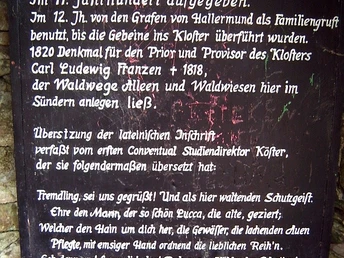 Im 11. Jahrhundert aufgegeben.
Im 12. Jh. von den Grafen von Hallermund als Familiengruft
benutzt, bis die Gebeine ins Kloster überführt wurden.
1820 Denkmal für den Prior und Provisor des Klosters
Carl Ludewig Franzen † 1818,
der Waldwege Alleen und Waldwiesen hier im
Sündern anlegen ließ.
Übersetzung der lateinischen Inschrift
verfaßt vom ersten Conventual Studiendirektor Köster,
der sie folgendermaßen übersetzt hat:
Fremdling, sei uns gegrüßt! Und als hier waltenden Schutzgeist.
Ehre den Mann, der so schön Lucca, die alte, geziert;
Welcher den Hain um dich her, die Gewässer, die lachenden Auen
Pflegte, mit emsiger Hand ordnend die lieblichen Reih'n.